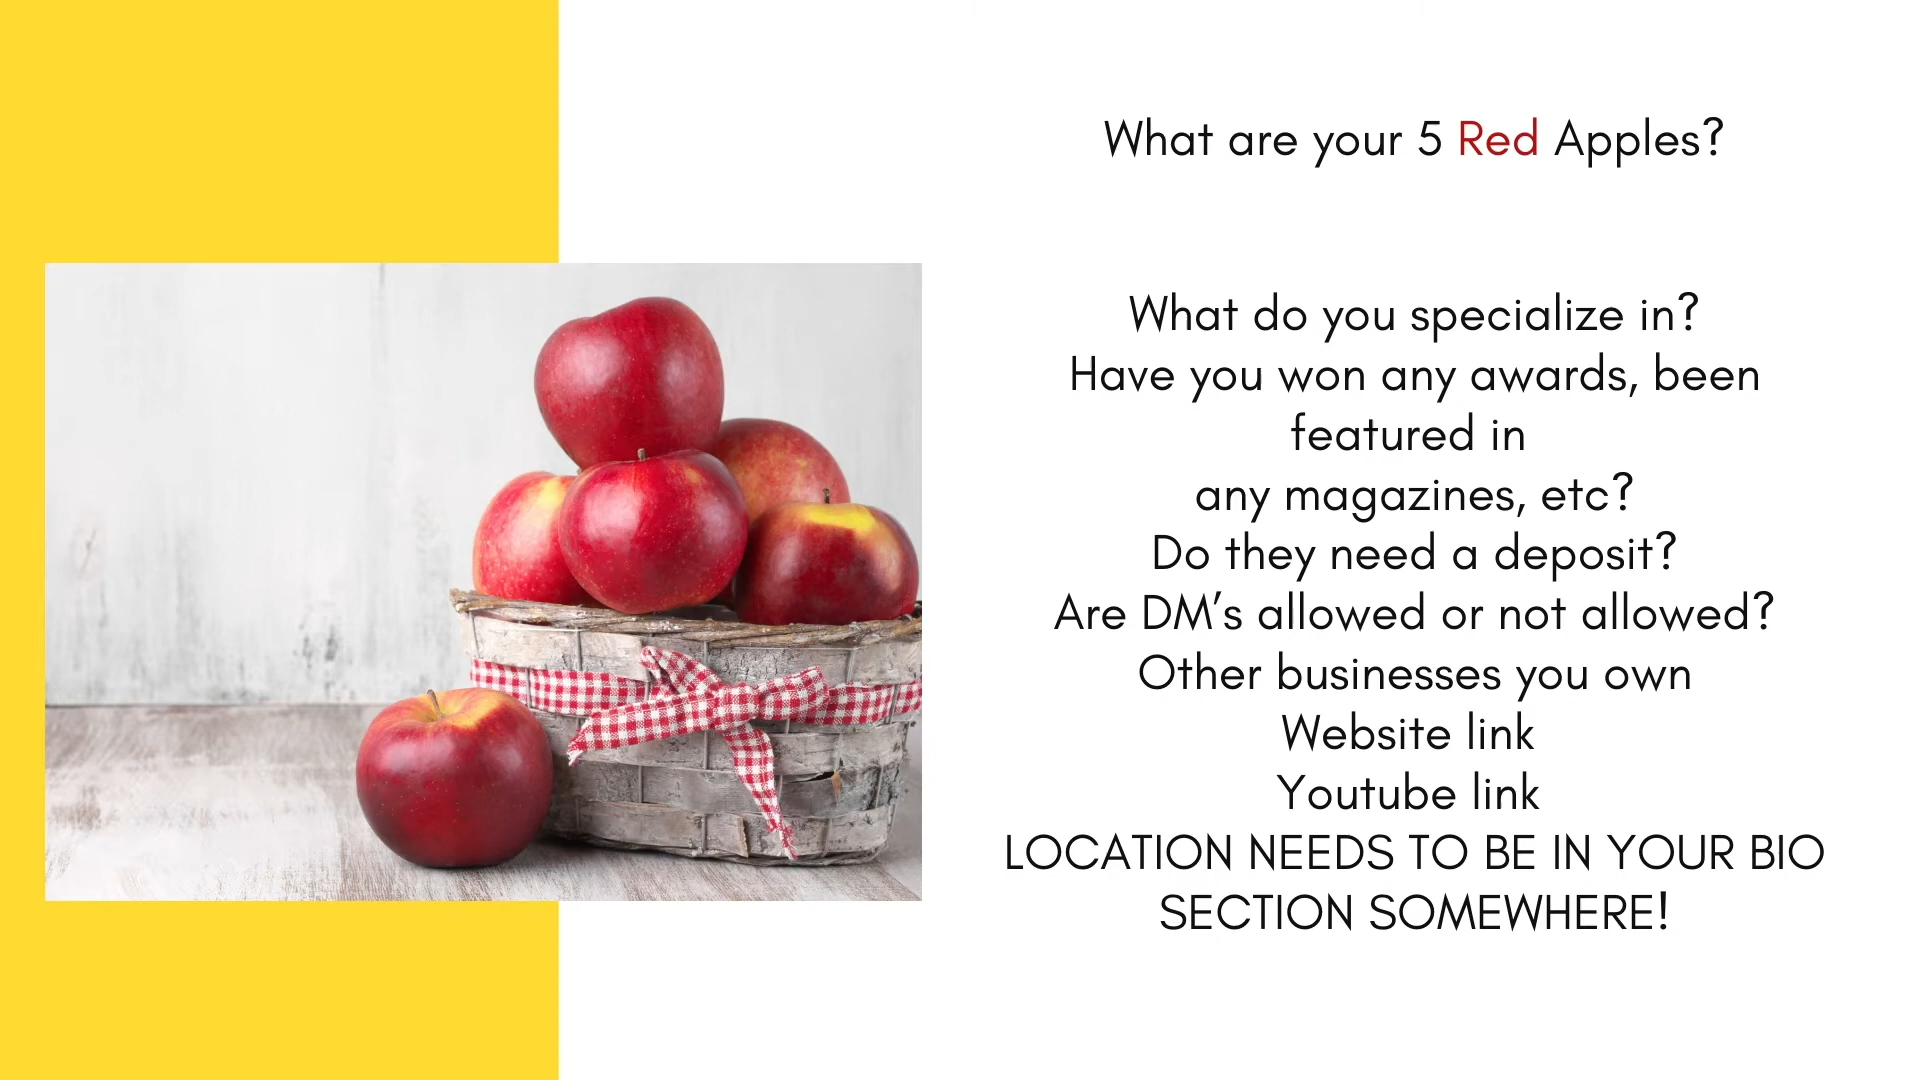 What are your 5 Red Apples?
What do you specialize in?
Have you won any awards, been
featured in
any magazines, etc?
Do they need a deposit?
Are DM’s allowed or not allowed?
Other businesses you own
Website link
Youtube link
LOCATION NEEDS TO BE IN YOUR BIO
SECTION SOMEWHERE!